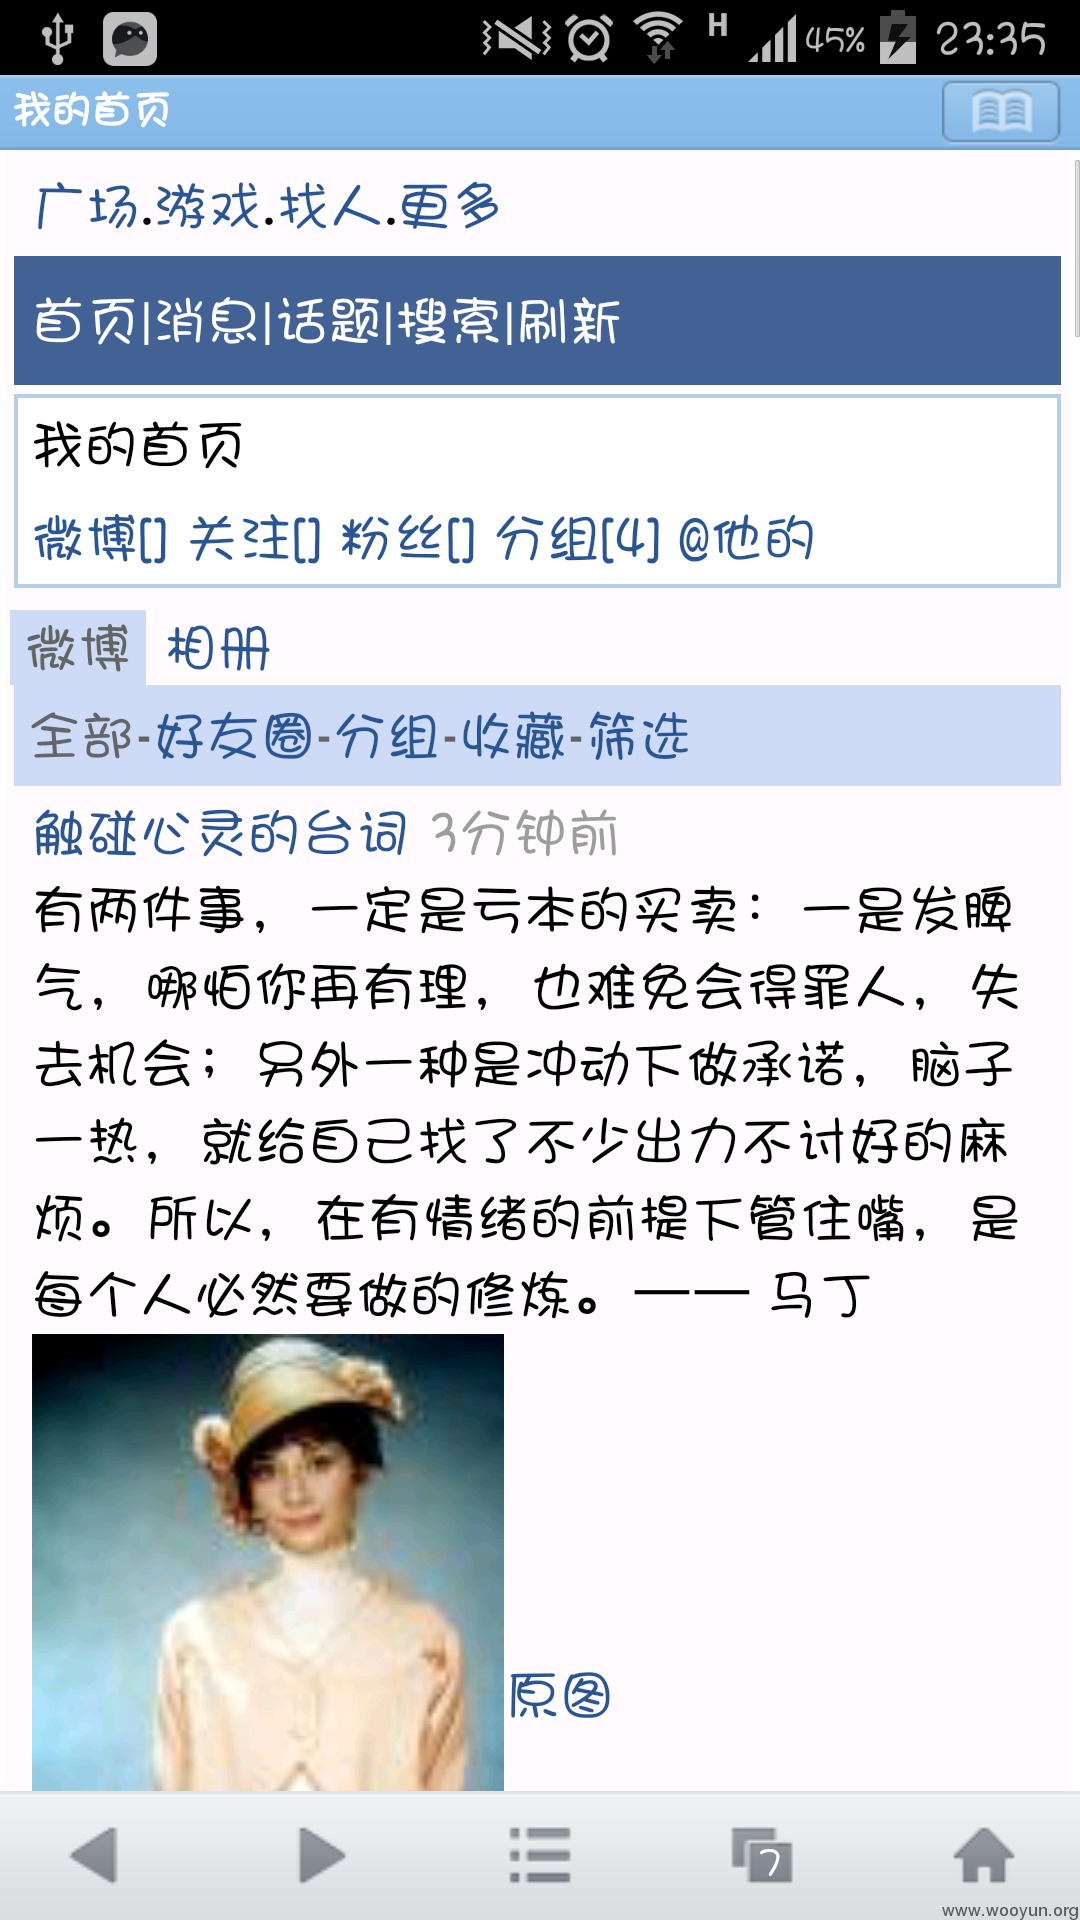 H 45% 23:35
我的首页
广场.游戏.找人.更多
首页|消息|话题|搜索|刷新
我的首页
微博[] 关注[] 粉丝[] 分组[4] @他的
微博 相册
全部-好友圈-分组-收藏-筛选
触碰心灵的台词 3分钟前
有两件事，一定是亏本的买卖：一是发脾
气，哪怕你再有理，也难免会得罪人，失
去机会；另外一种是冲动下做承诺，脑子
一热，就给自己找了不少出力不讨好的麻
烦。所以，在有情绪的前提下管住嘴，是
每个人必然要做的修炼。—— 马丁
原图
7
www.wooyun.org